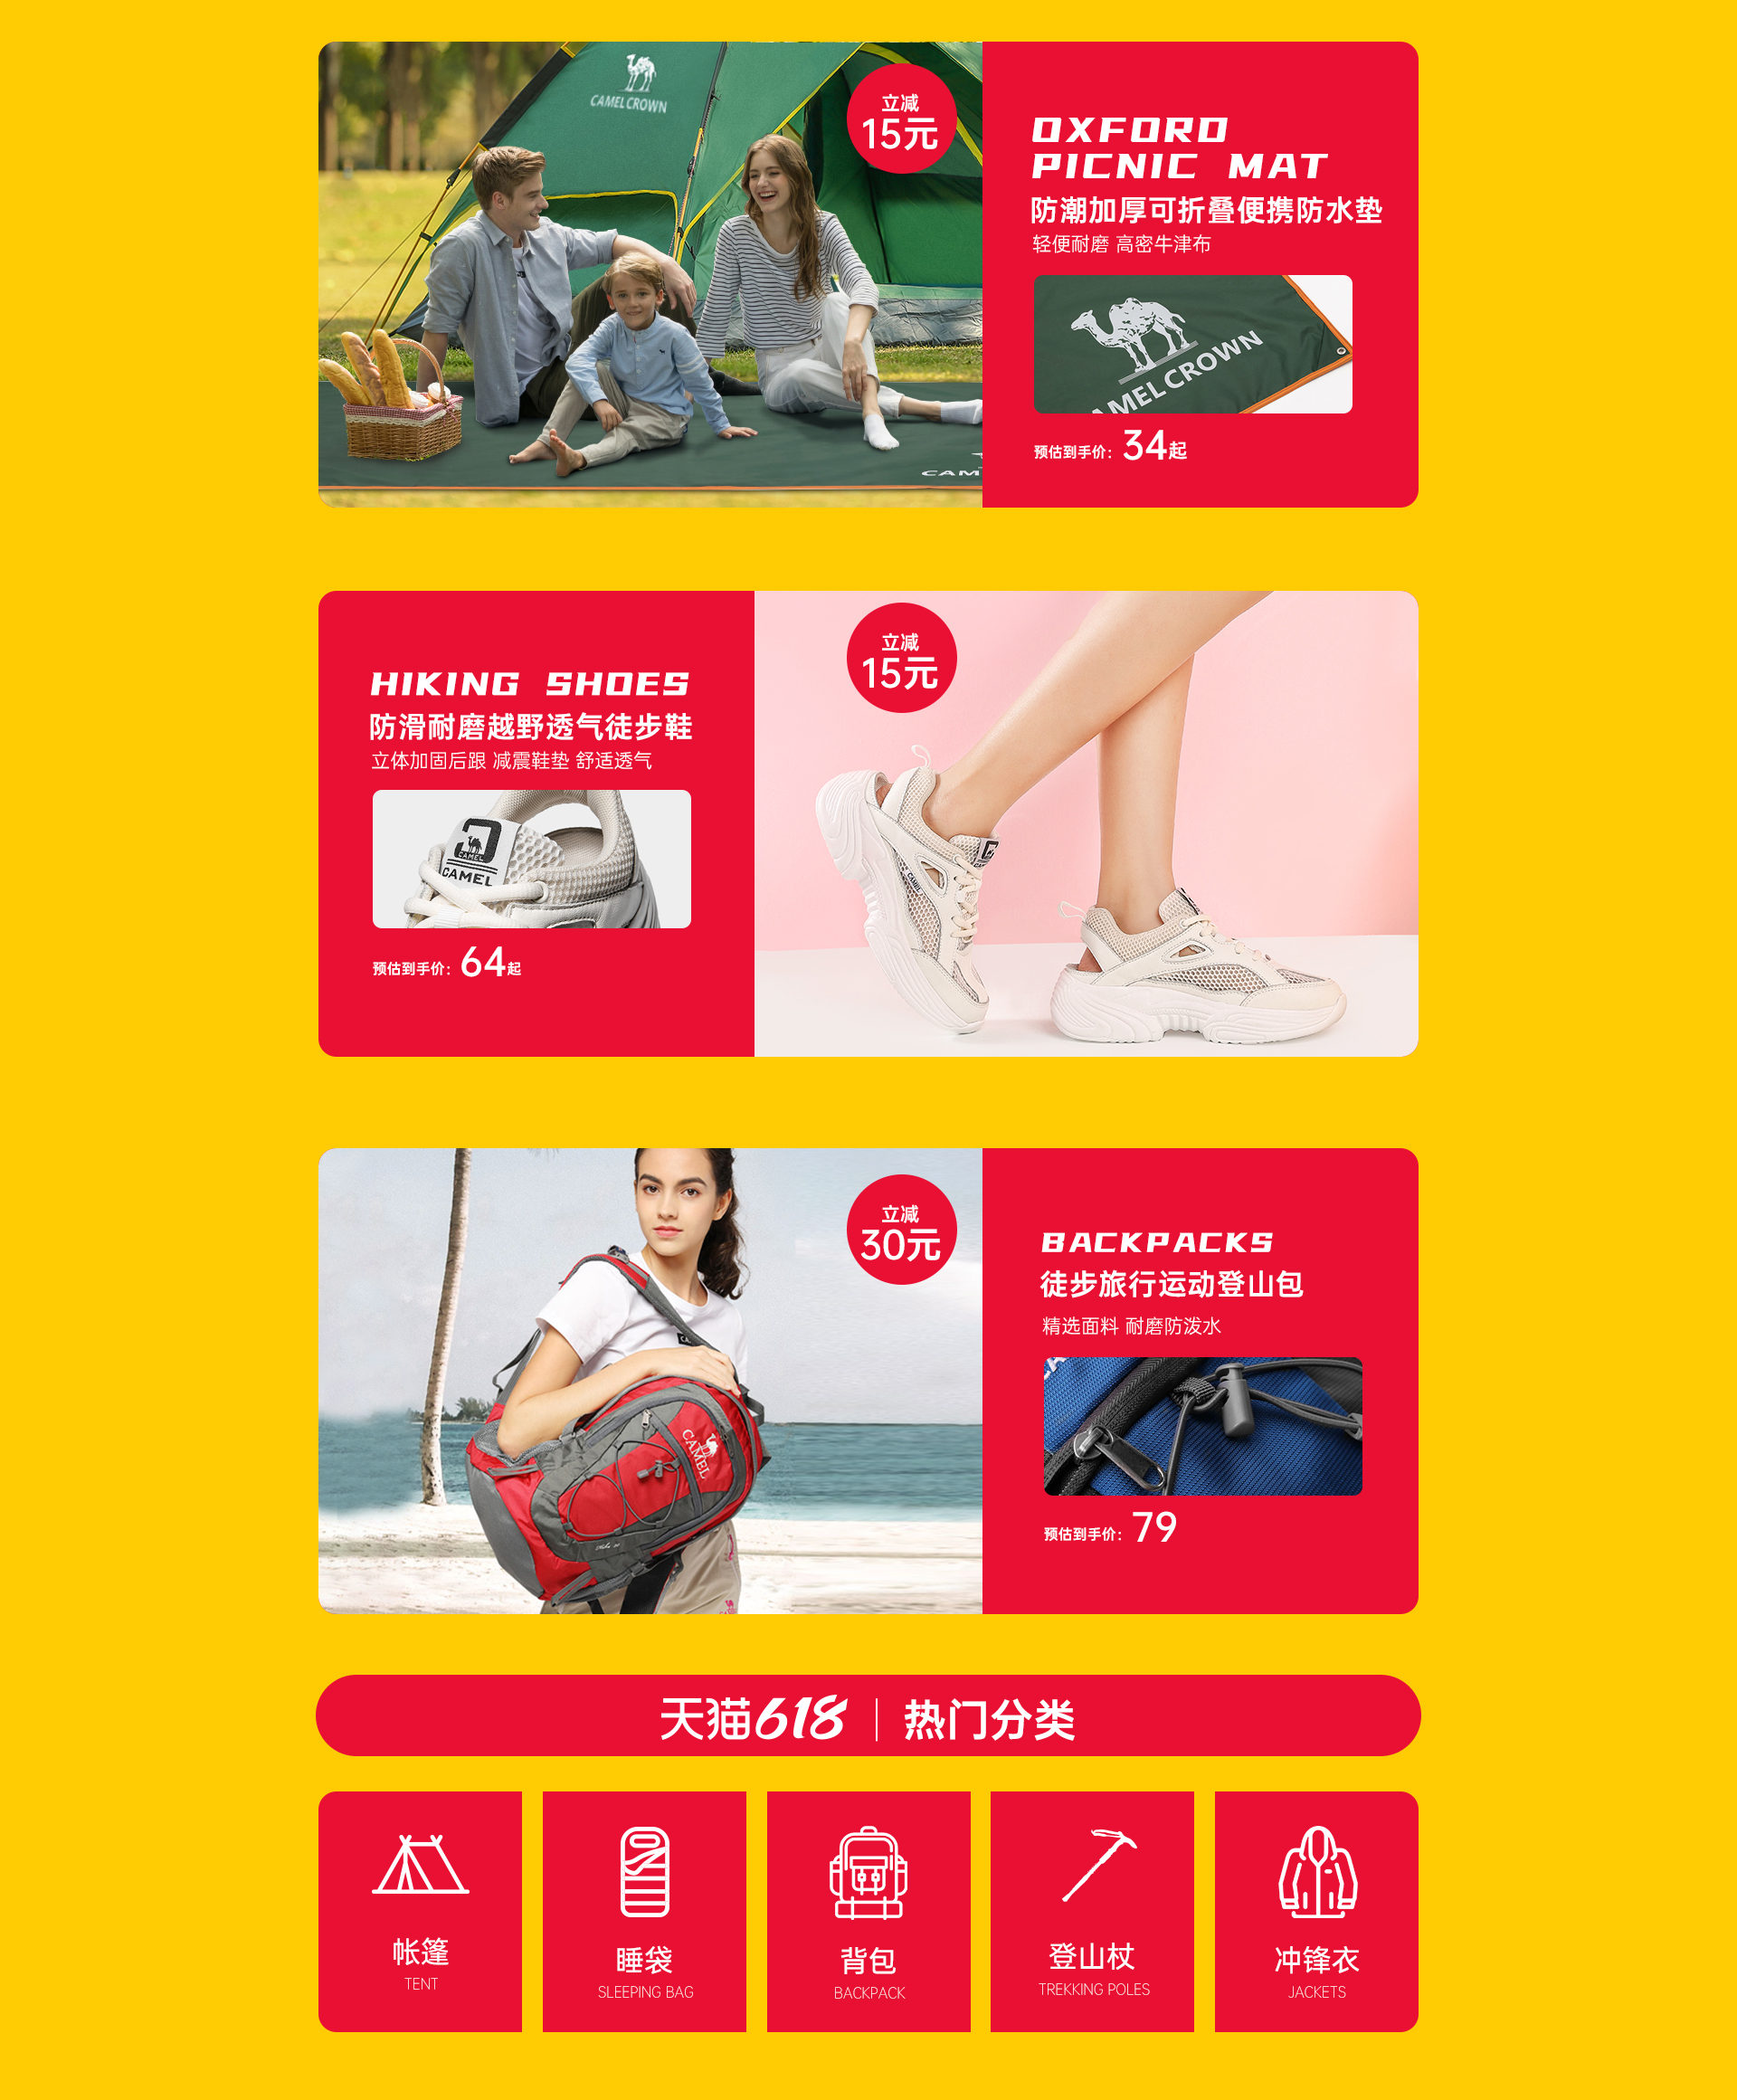 CAMEL CROWN
立减
15元
OXFORD
PICNIC MAT
防潮加厚可折叠便携防水垫
轻便耐磨 高密牛津布
AMEL CROWN
预估到手价：34起
CAM
HIKING SHOES
防滑耐磨越野透气徒步鞋
立体加固后跟 减震鞋垫 舒适透气
CAMEL
CAMEL
预估到手价：64起
立减
15元
CAMEL
立减
30元
CAMEL
BACKPACKS
徒步旅行运动登山包
精选面料 耐磨防泼水
预估到手价：79
天猫618 | 热门分类
帐篷
TENT
睡袋
SLEEPING BAG
背包
BACKPACK
登山杖
TREKKING POLES
冲锋衣
JACKETS